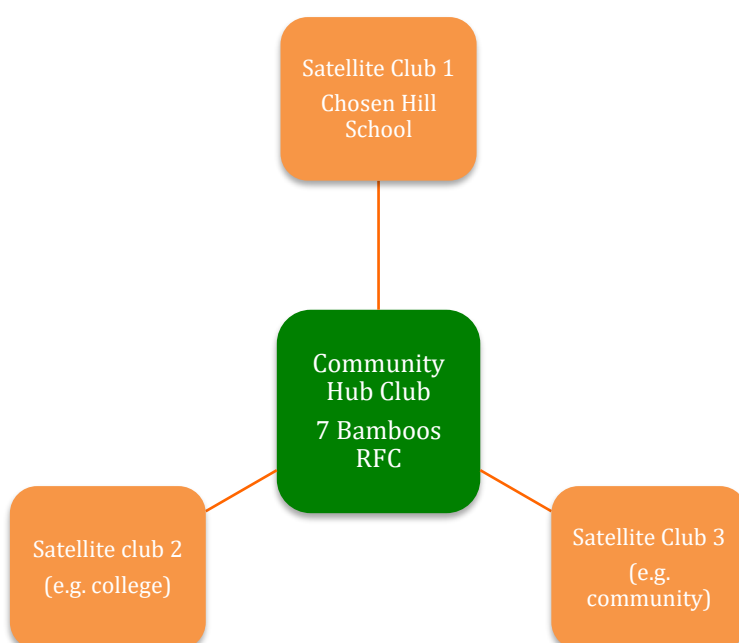 Satellite Club 1
Chosen Hill
School
Community
Hub Club
7 Bamboos
RFC
Satellite club 2
(e.g. college)
Satellite Club 3
(e.g.
community)